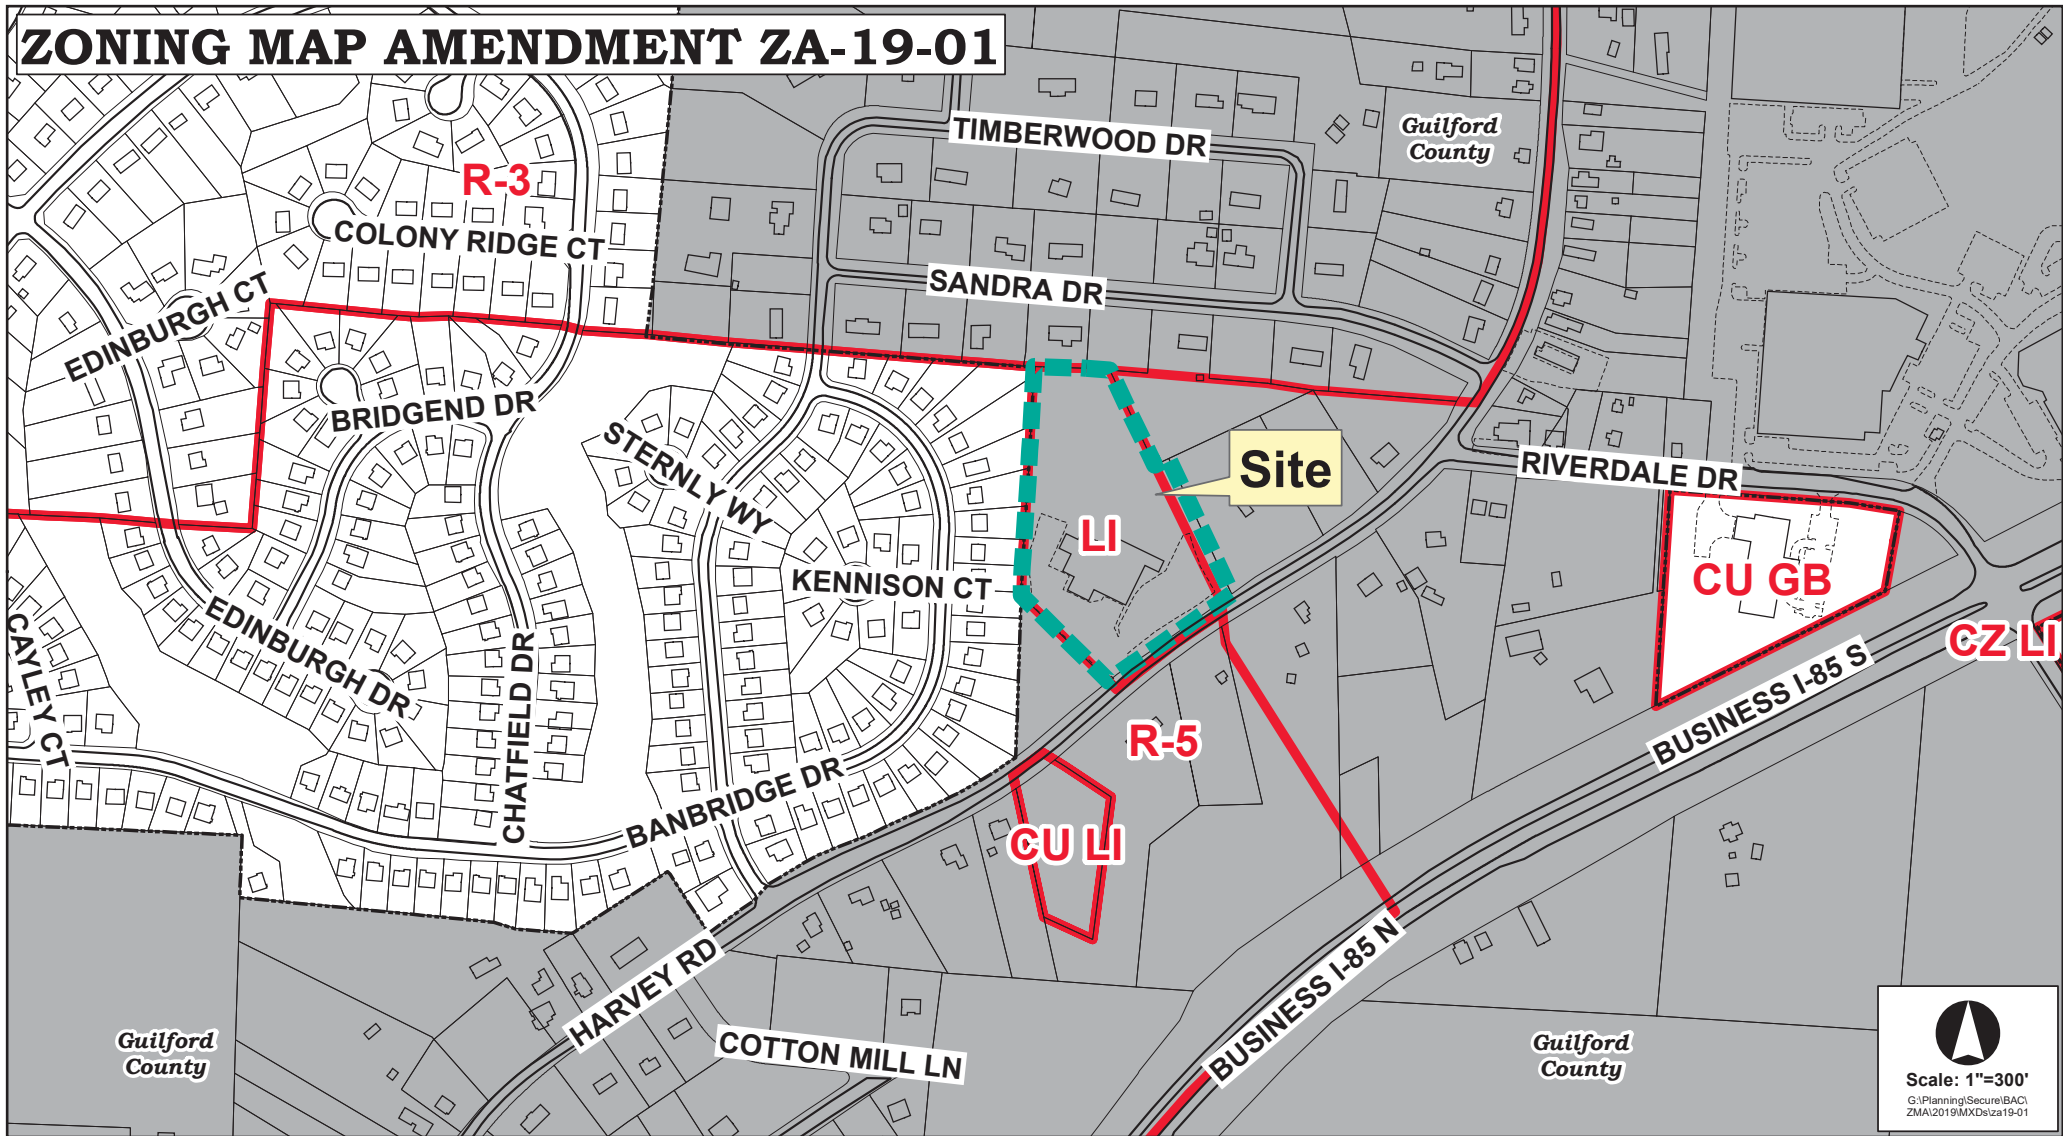 ZONING MAP AMENDMENT ZA-19-01
TIMBERWOOD DR
Guilford
County
R-3
COLONY RIDGE CT
SANDRA DR
EDINBURGH CT
BRIDGEND DR
STERNLY WY
Site
RIVERDALE DR
LI
KENNISON CT
CU GB
EDINBURGH DR
CAYLEY CT
CHATFIELD DR
CZ LI
BUSINESS I-85 S
R-5
BANBRIDGE DR
CU LI
HARVEY RD
BUSINESS I-85 N
COTTON MILL LN
Guilford
County
Guilford
County
Scale: 1"=300'
G:\Planning\Secure\BAC\
ZMA\2019\MXDs\za19-01